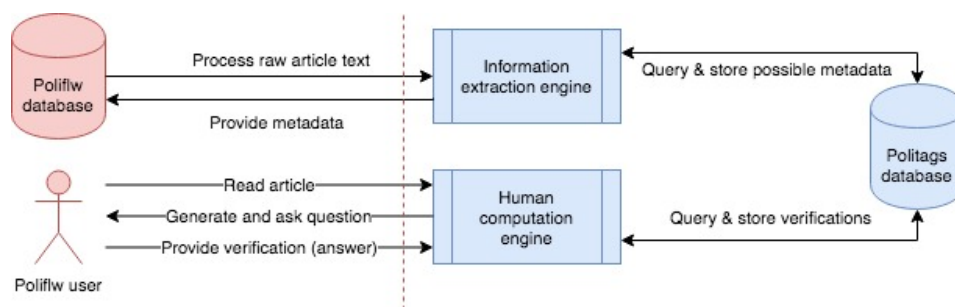 Poliflw
database
Process raw article text
Provide metadata
Information
extraction engine
Query & store possible metadata
Politags
database
Read article
Generate and ask question
Provide verification (answer)
Human
computation
engine
Query & store verifications
Poliflw user